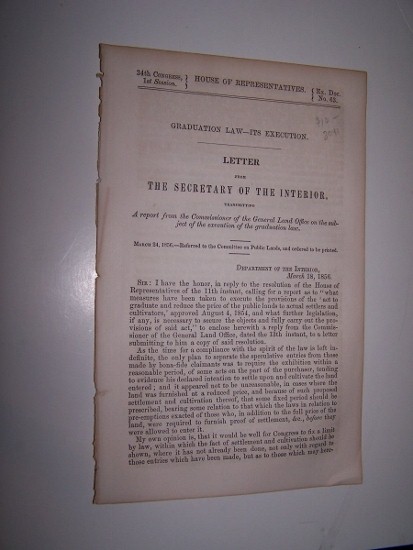 34th Congress, 1st Session. } HOUSE OF REPRESENTATIVES. { Ex. Doc. No. 63.
GRADUATION LAW—ITS EXECUTION.
LETTER
FROM
THE SECRETARY OF THE INTERIOR,
TRANSMITTING
A report from the Commissioner of the General Land Office on the sub-
ject of the execution of the graduation law.
March 24, 1856.—Referred to the Committee on Public Lands, and ordered to be printed.
Department of the Interior,
March 18, 1856.
Sir: I have the honor, in reply to the resolution of the House of
Representatives of the 11th instant, calling for a report as to "what
measures have been taken to execute the provisions of the 'act to
graduate and reduce the price of the public lands to actual settlers and
cultivators,' approved August 4, 1854, and what further legislation,
if any, is necessary to secure the objects and fully carry out the pro-
visions of said act," to enclose herewith a report from the Commis-
sioner of the General Land Office, dated the 15th instant, to a letter
submitting to him a copy of said resolution.
As the time for a compliance with the spirit of the law is left in-
definite, the only plan to separate the speculative entries from those
made by bona-fide claimants was to require the exhibition within a
reasonable period, of some acts on the part of the purchaser, tending
to evidence his declared intention to settle upon and cultivate the land
entered; and it appeared not to be unreasonable, in cases where the
land was furnished at a reduced price, and because of such proposed
settlement and cultivation thereof, that some fixed period should be
prescribed, bearing some relation to that which the laws in relation to
pre-emptions exacted of those who, in addition to the full price of the
land, were required to furnish proof of settlement, &c., before they
were allowed to enter it.
My own opinion is, that it would be well for Congress to fix a limit
by law, within which the fact of settlement and cultivation should be
shown, where it has not already been done, not only with regard to
those entries which have been made, but as to those which may here-